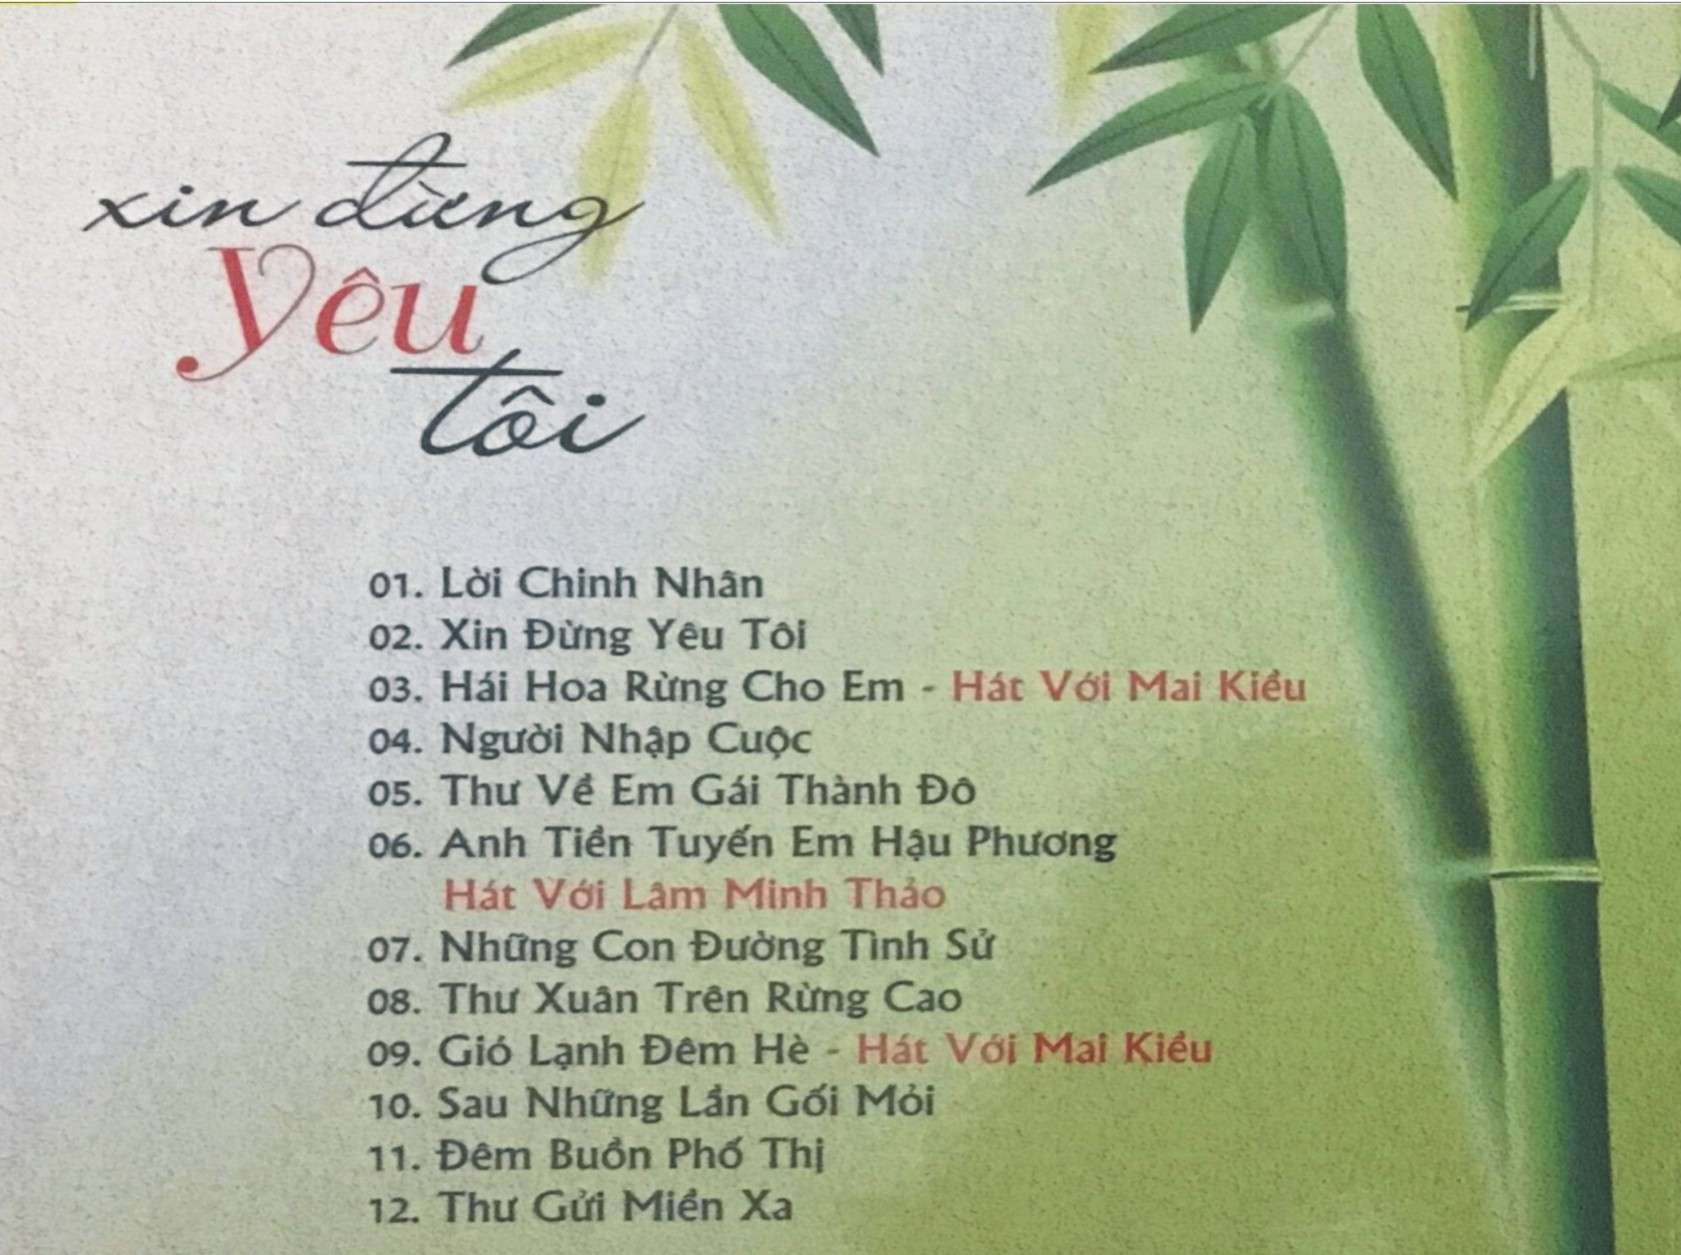 xin đừng
yêu
tôi
01. Lời Chinh Nhân
02. Xin Đừng Yêu Tôi
03. Hái Hoa Rừng Cho Em - Hát Với Mai Kiều
04. Người Nhập Cuộc
05. Thư Về Em Gái Thành Đô
06. Anh Tiền Tuyến Em Hậu Phương
Hát Với Lâm Minh Thảo
07. Những Con Đường Tình Sử
08. Thư Xuân Trên Rừng Cao
09. Gió Lạnh Đêm Hè - Hát Với Mai Kiều
10. Sau Những Lần Gối Mỏi
11. Đêm Buồn Phố Thị
12. Thư Gửi Miền Xa